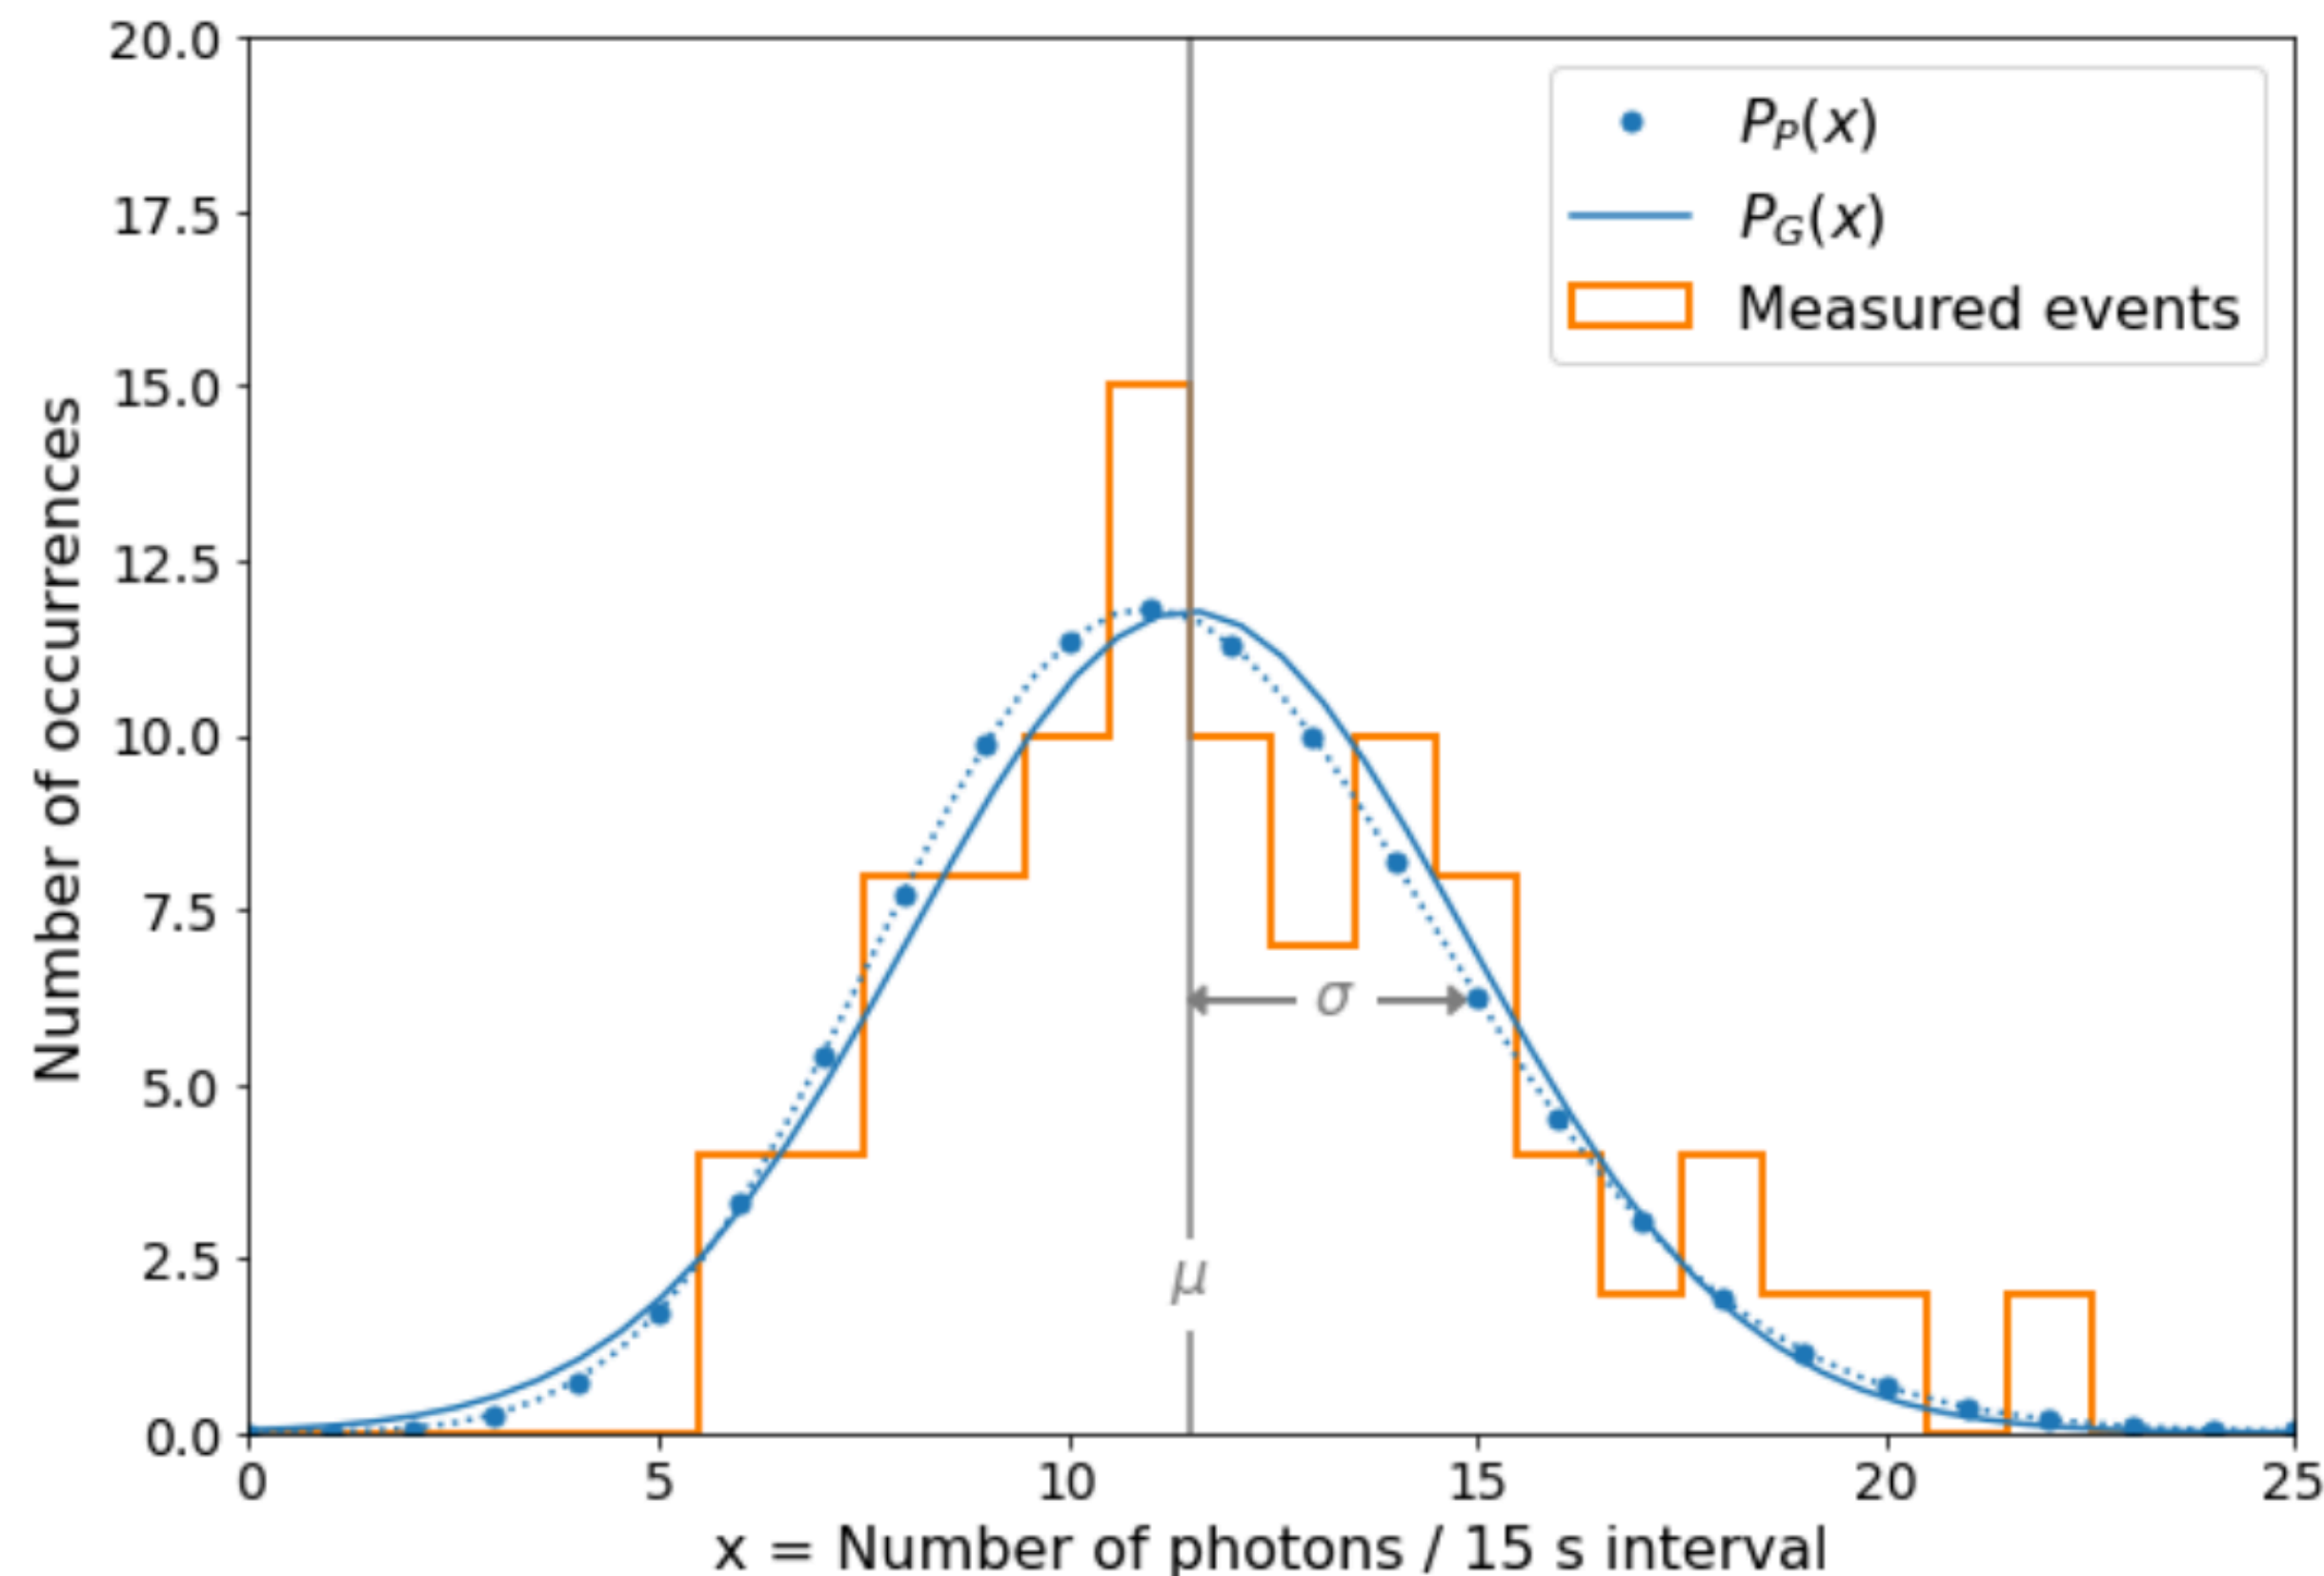 20.0
17.5
15.0
12.5
10.0
7.5
5.0
2.5
0.0
Number of occurrences
P_P(x)
P_G(x)
Measured events
σ
μ
0 5 10 15 20 25
x = Number of photons / 15 s interval